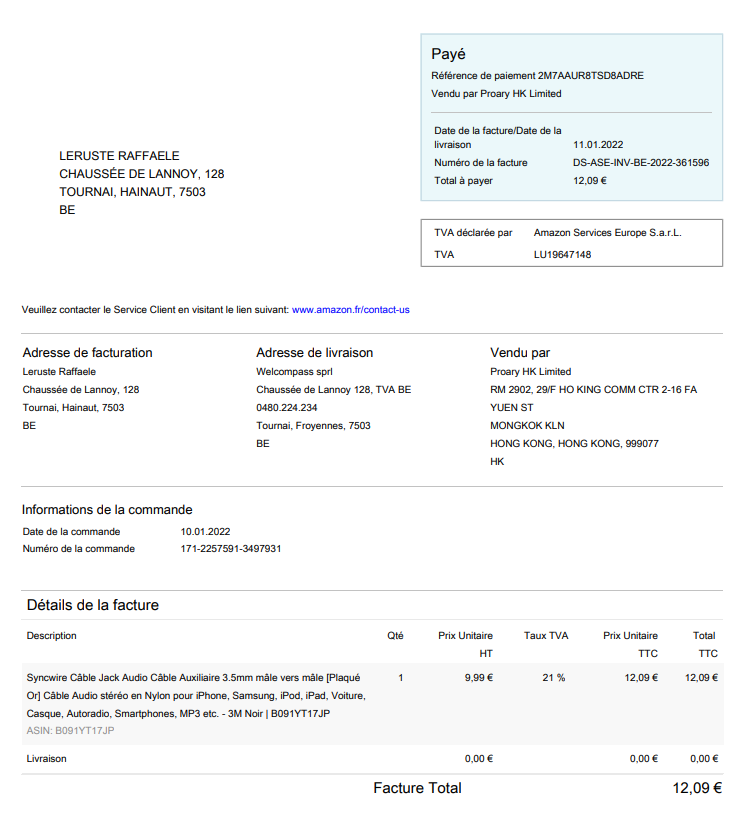 Payé
Référence de paiement 2M7AAUR8TSD8ADRE
Vendu par Proary HK Limited
Date de la facture/Date de la
livraison 11.01.2022
Numéro de la facture DS-ASE-INV-BE-2022-361596
Total à payer 12,09 €
LERUSTE RAFFAELE
CHAUSSÉE DE LANNOY, 128
TOURNAI, HAINAUT, 7503
BE
TVA déclarée par Amazon Services Europe S.a.r.L.
TVA LU19647148
Veuillez contacter le Service Client en visitant le lien suivant: www.amazon.fr/contact-us
Adresse de facturation
Leruste Raffaele
Chaussée de Lannoy, 128
Tournai, Hainaut, 7503
BE
Adresse de livraison
Welcompass sprl
Chaussée de Lannoy 128, TVA BE
0480.224.234
Tournai, Froyennes, 7503
BE
Vendu par
Proary HK Limited
RM 2902, 29/F HO KING COMM CTR 2-16 FA
YUEN ST
MONGKOK KLN
HONG KONG, HONG KONG, 999077
HK
Informations de la commande
Date de la commande 10.01.2022
Numéro de la commande 171-2257591-3497931
Détails de la facture
Description Qté Prix Unitaire Taux TVA Prix Unitaire Total
HT TTC TTC
Syncwire Câble Jack Audio Câble Auxiliaire 3.5mm mâle vers mâle [Plaqué 1 9,99 € 21 % 12,09 € 12,09 €
Or] Câble Audio stéréo en Nylon pour iPhone, Samsung, iPod, iPad, Voiture,
Casque, Autoradio, Smartphones, MP3 etc. - 3M Noir | B091YT17JP
ASIN: B091YT17JP
Livraison 0,00 € 0,00 € 0,00 €
Facture Total 12,09 €